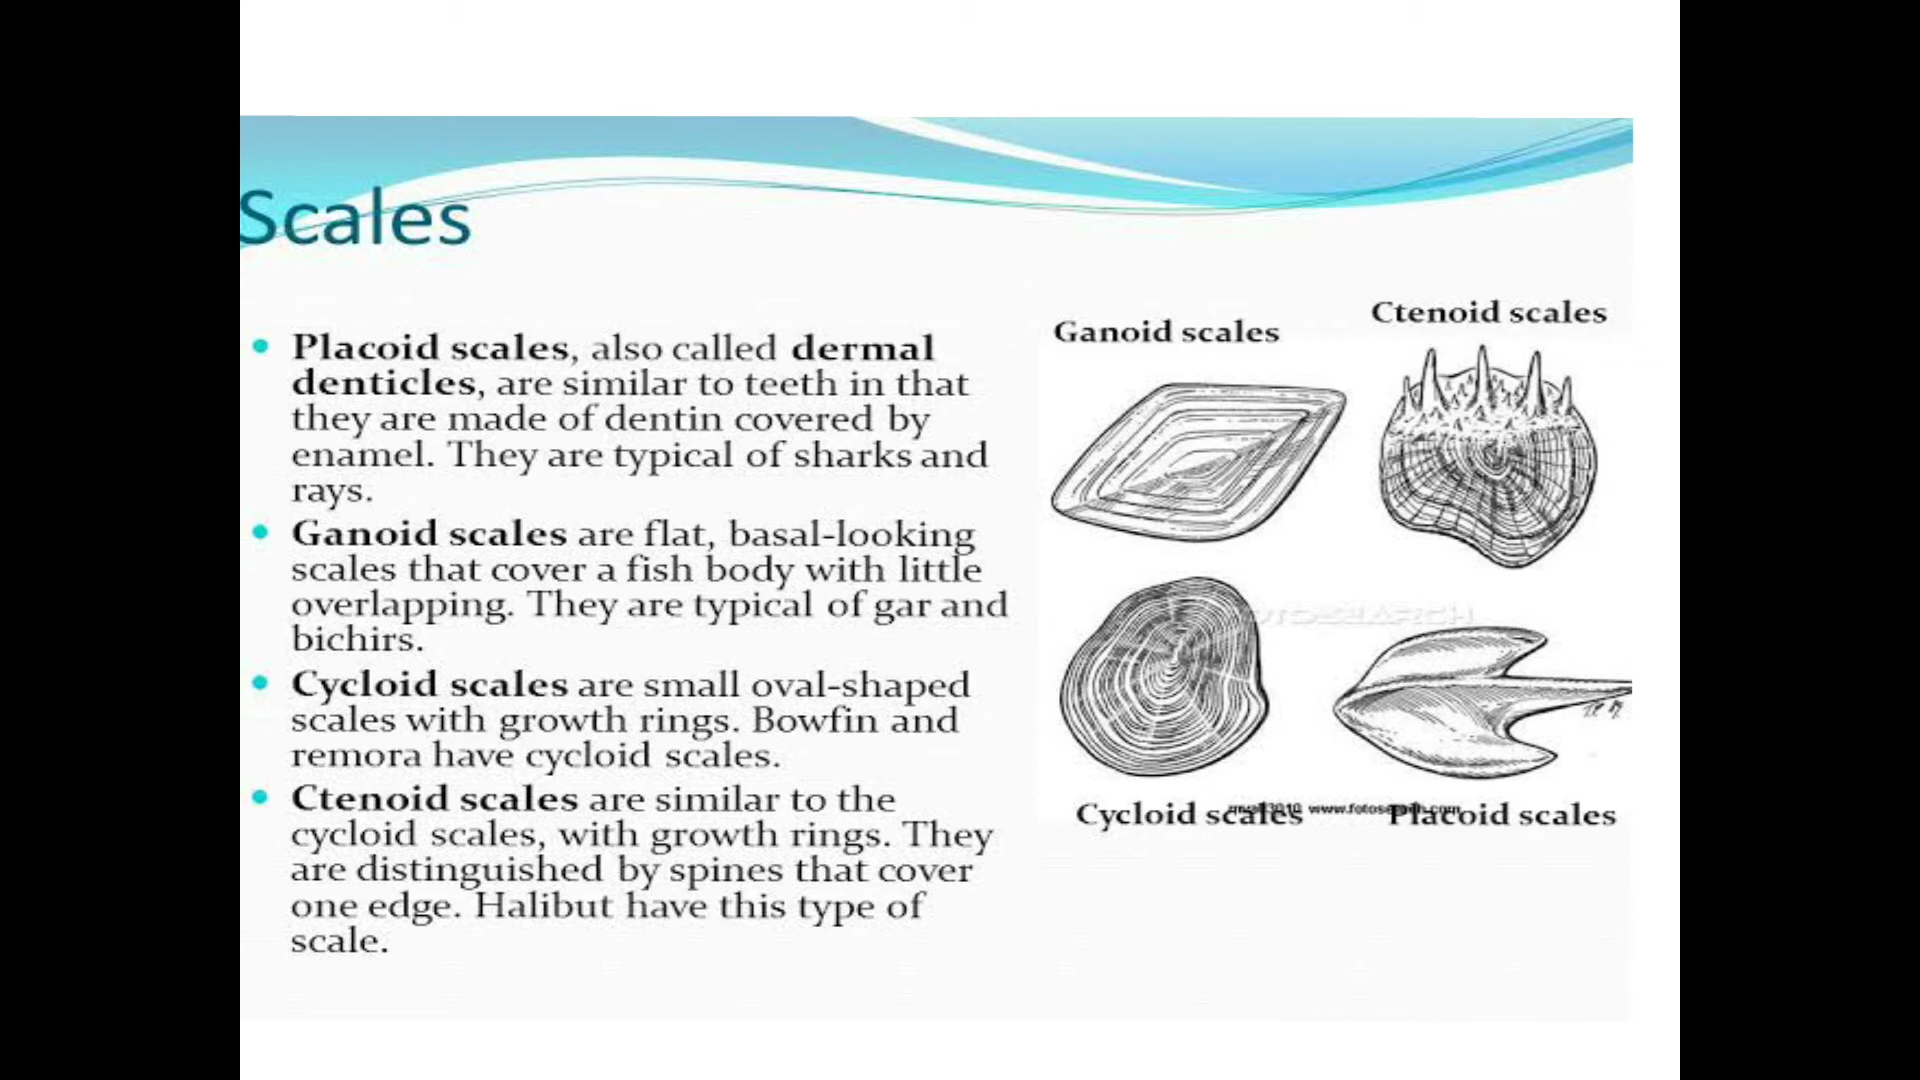 Scales
Placoid scales, also called dermal
denticles, are similar to teeth in that
they are made of dentin covered by
enamel. They are typical of sharks and
rays.
Ganoid scales are flat, basal-looking
scales that cover a fish body with little
overlapping. They are typical of gar and
bichirs.
Cycloid scales are small oval-shaped
scales with growth rings. Bowfin and
remora have cycloid scales.
Ctenoid scales are similar to the
cycloid scales, with growth rings. They
are distinguished by spines that cover
one edge. Halibut have this type of
scale.
Ganoid scales
Ctenoid scales
Cycloid scales
Placoid scales